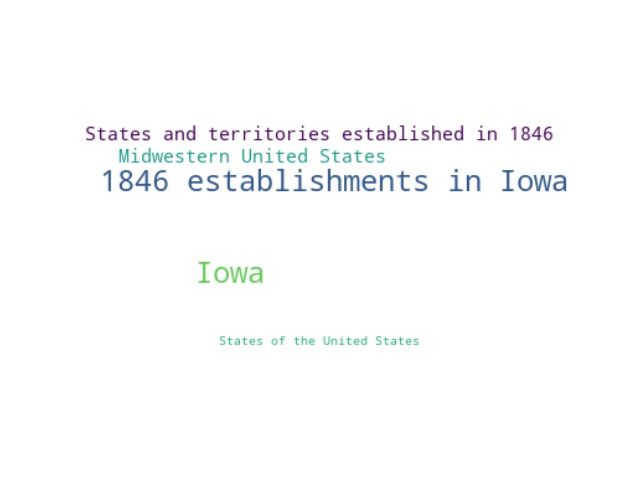 States and territories established in 1846
Midwestern United States
1846 establishments in Iowa
Iowa
States of the United States